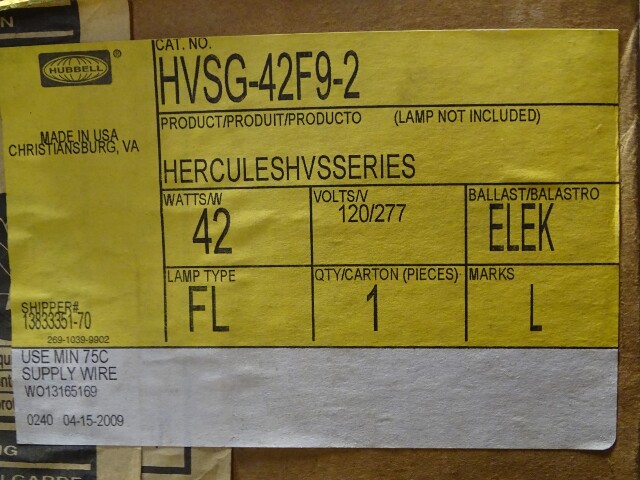 HUBBELL ®
MADE IN USA
CHRISTIANSBURG, VA
CAT. NO.
HVSG-42F9-2
PRODUCT/PRODUIT/PRODUCTO (LAMP NOT INCLUDED)
HERCULESHVSSERIES
WATTS/W
42
VOLTS/V
120/277
BALLAST/BALASTRO
ELEK
LAMP TYPE
FL
QTY/CARTON (PIECES)
1
MARKS
L
SHIPPER#
13833351-70
269-1039-9902
USE MIN 75C
SUPPLY WIRE
WO13165169
0240 04-15-2009